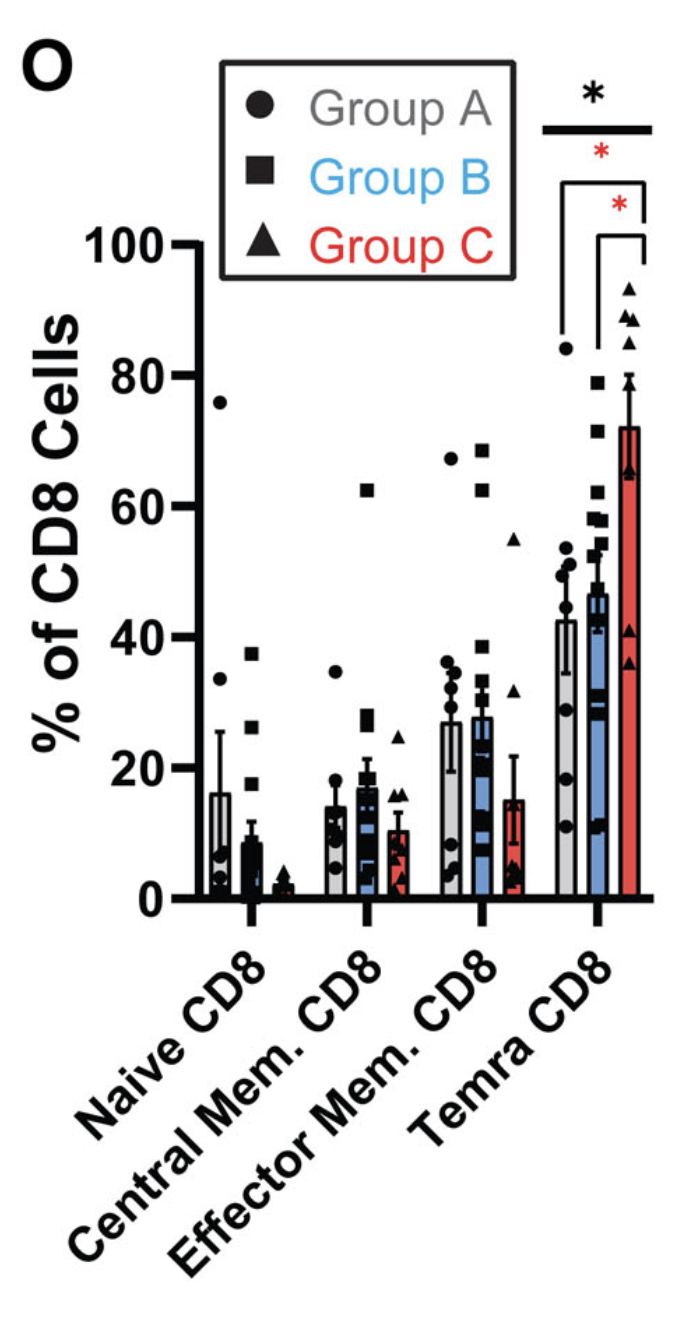 O
Group A
Group B
Group C
*
*
*
% of CD8 Cells
100
80
60
40
20
0
Naive CD8
Central Mem. CD8
Effector Mem. CD8
Temra CD8